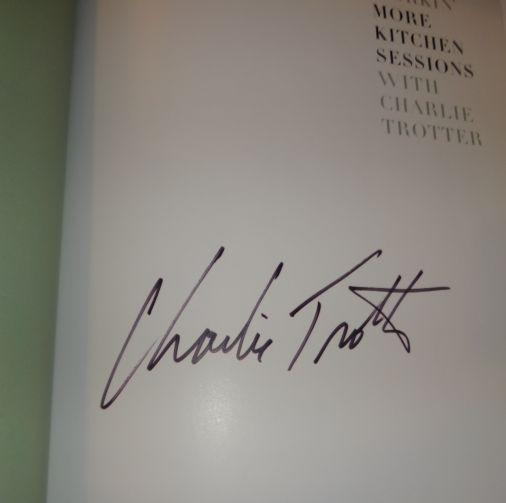 MORE
KITCHEN
SESSIONS
WITH
CHARLIE
TROTTER
Charlie Trotter